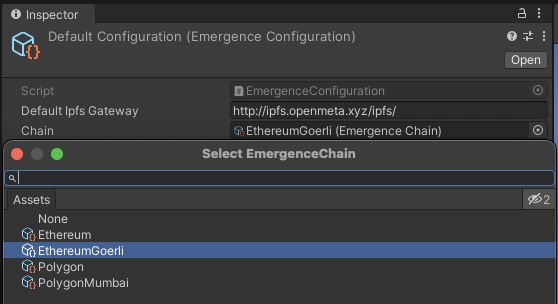 Inspector
Default Configuration (Emergence Configuration)
Open
Script
EmergenceConfiguration
Default Ipfs Gateway
http://ipfs.openmeta.xyz/ipfs/
Chain
EthereumGoerli (Emergence Chain)
Select EmergenceChain
Assets
2
None
Ethereum
EthereumGoerli
Polygon
PolygonMumbai